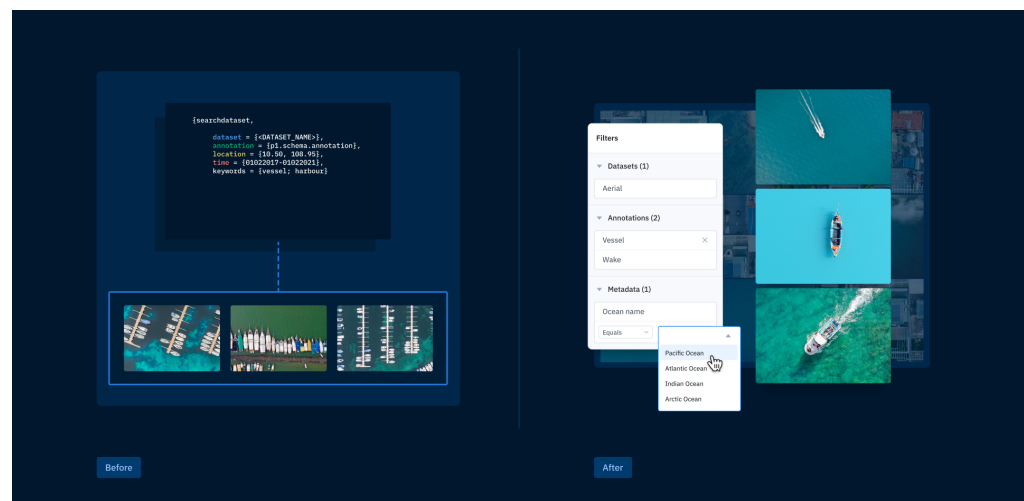 {searchdataset,
dataset = {<DATASET_NAME>},
annotation = {p1.schema.annotation},
location = {10.50, 108.95},
time = {01022017-01022021},
keywords = {vessel; harbour}
Before
Filters
Datasets (1)
Aerial
Annotations (2)
Vessel
Wake
Metadata (1)
Ocean name
Equals
Pacific Ocean
Atlantic Ocean
Indian Ocean
Arctic Ocean
After